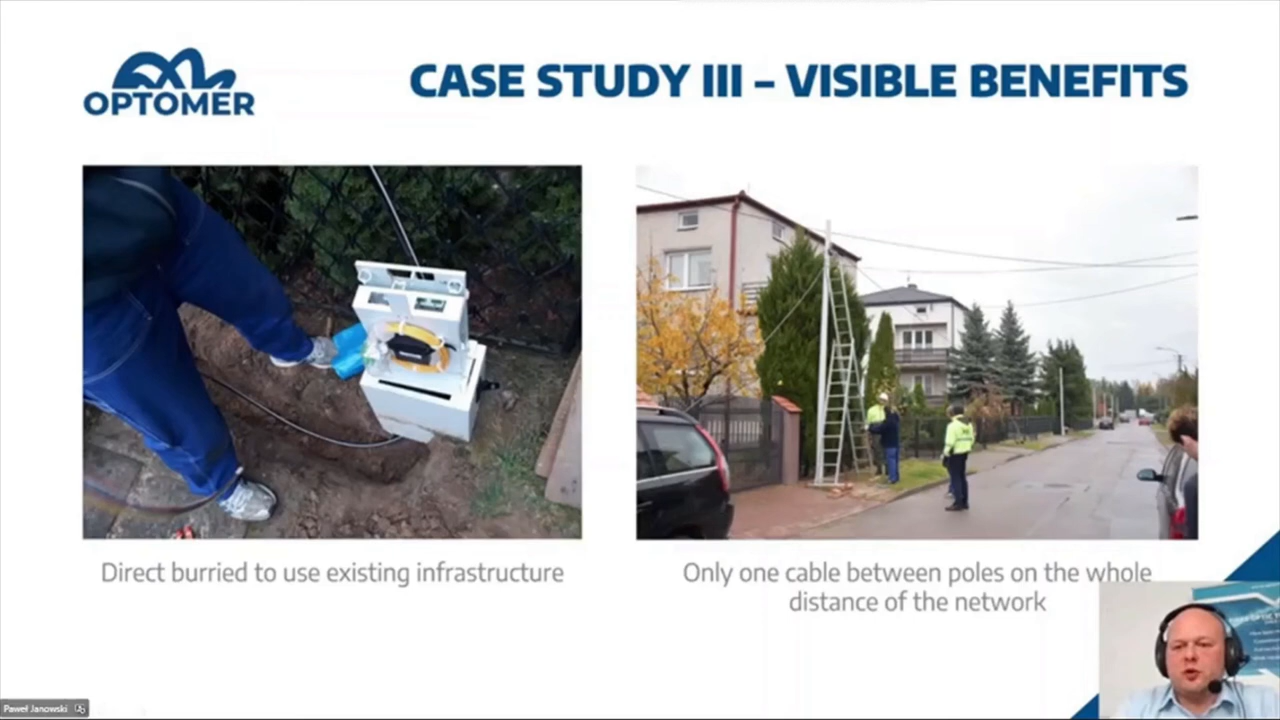 OPTOMER
CASE STUDY III – VISIBLE BENEFITS
Direct burried to use existing infrastructure
Only one cable between poles on the whole
distance of the network
Paweł Janowski